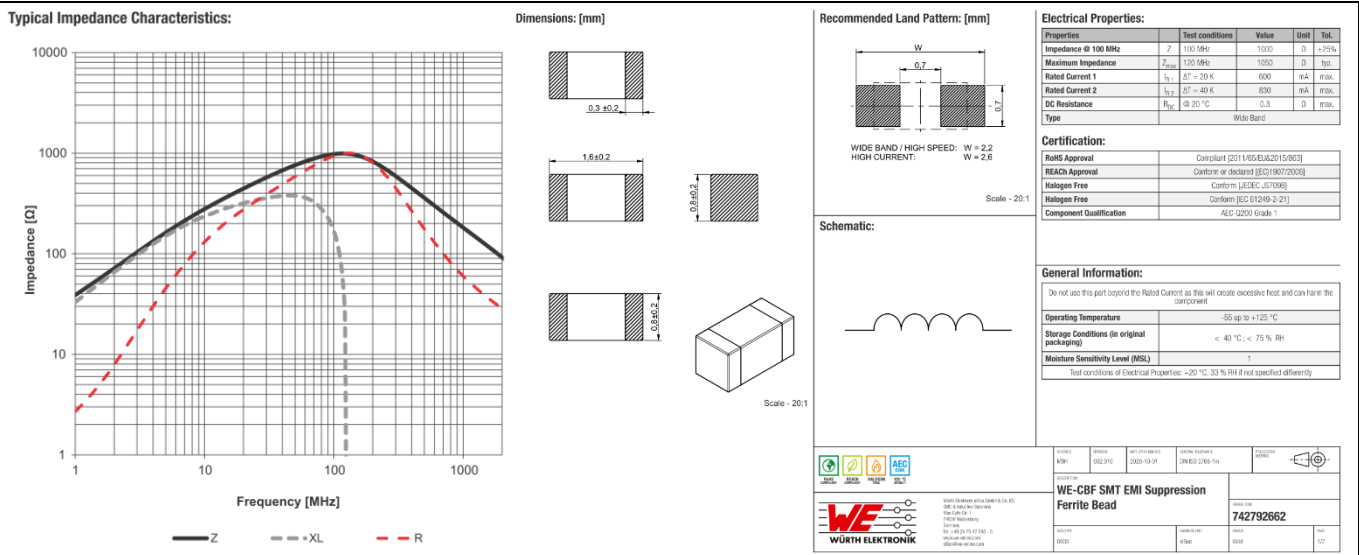 Typical Impedance Characteristics:
10000
1000
100
10
1
Impedance [Ω]
1
10
100
1000
Frequency [MHz]
Z
XL
R
Dimensions: [mm]
0,3 ±0,2
1,6±0,2
0,8±0,2
0,8±0,2
Scale - 20:1
Recommended Land Pattern: [mm]
W
0,7
0,7
WIDE BAND / HIGH SPEED: W = 2,2
HIGH CURRENT: W = 2,6
Scale - 20:1
Schematic:
Electrical Properties:
Properties Test conditions Value Unit Tol.
Impedance @ 100 MHz Z 100 MHz 1000 Ω ±25%
Maximum Impedance Zmax 120 MHz 1050 Ω typ.
Rated Current 1 IR,1 ΔT = 20 K 600 mA max.
Rated Current 2 IR,2 ΔT = 40 K 830 mA max.
DC Resistance RDC @ 20 °C 0.3 Ω max.
Type Wide Band
Certification:
RoHS Approval Compliant [2011/65/EU&2015/863]
REACh Approval Conform or declared [(EC)1907/2006]
Halogen Free Conform [JEDEC JS709B]
Halogen Free Conform [IEC 61249-2-21]
Component Qualification AEC-Q200 Grade 1
General Information:
Do not use this part beyond the Rated Current as this will create excessive heat and can harm the
component
Operating Temperature -55 up to +125 °C
Storage Conditions (in original
packaging) < 40 °C ; < 75 % RH
Moisture Sensitivity Level (MSL) 1
Test conditions of Electrical Properties: +20 °C, 33 % RH if not specified differently
AEC
WE
WÜRTH ELEKTRONIK
WE-CBF SMT EMI Suppression
Ferrite Bead
742792662
0603
1/7